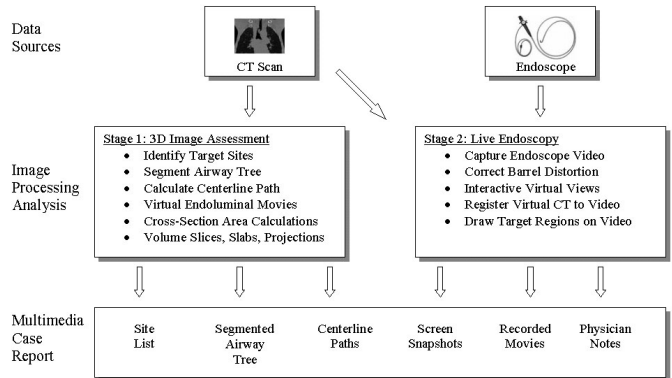 Data
Sources
CT Scan
Endoscope
Image
Processing
Analysis
Stage 1: 3D Image Assessment
• Identify Target Sites
• Segment Airway Tree
• Calculate Centerline Path
• Virtual Endoluminal Movies
• Cross-Section Area Calculations
• Volume Slices, Slabs, Projections
Stage 2: Live Endoscopy
• Capture Endoscope Video
• Correct Barrel Distortion
• Interactive Virtual Views
• Register Virtual CT to Video
• Draw Target Regions on Video
Multimedia
Case
Report
Site
List
Segmented
Airway
Tree
Centerline
Paths
Screen
Snapshots
Recorded
Movies
Physician
Notes